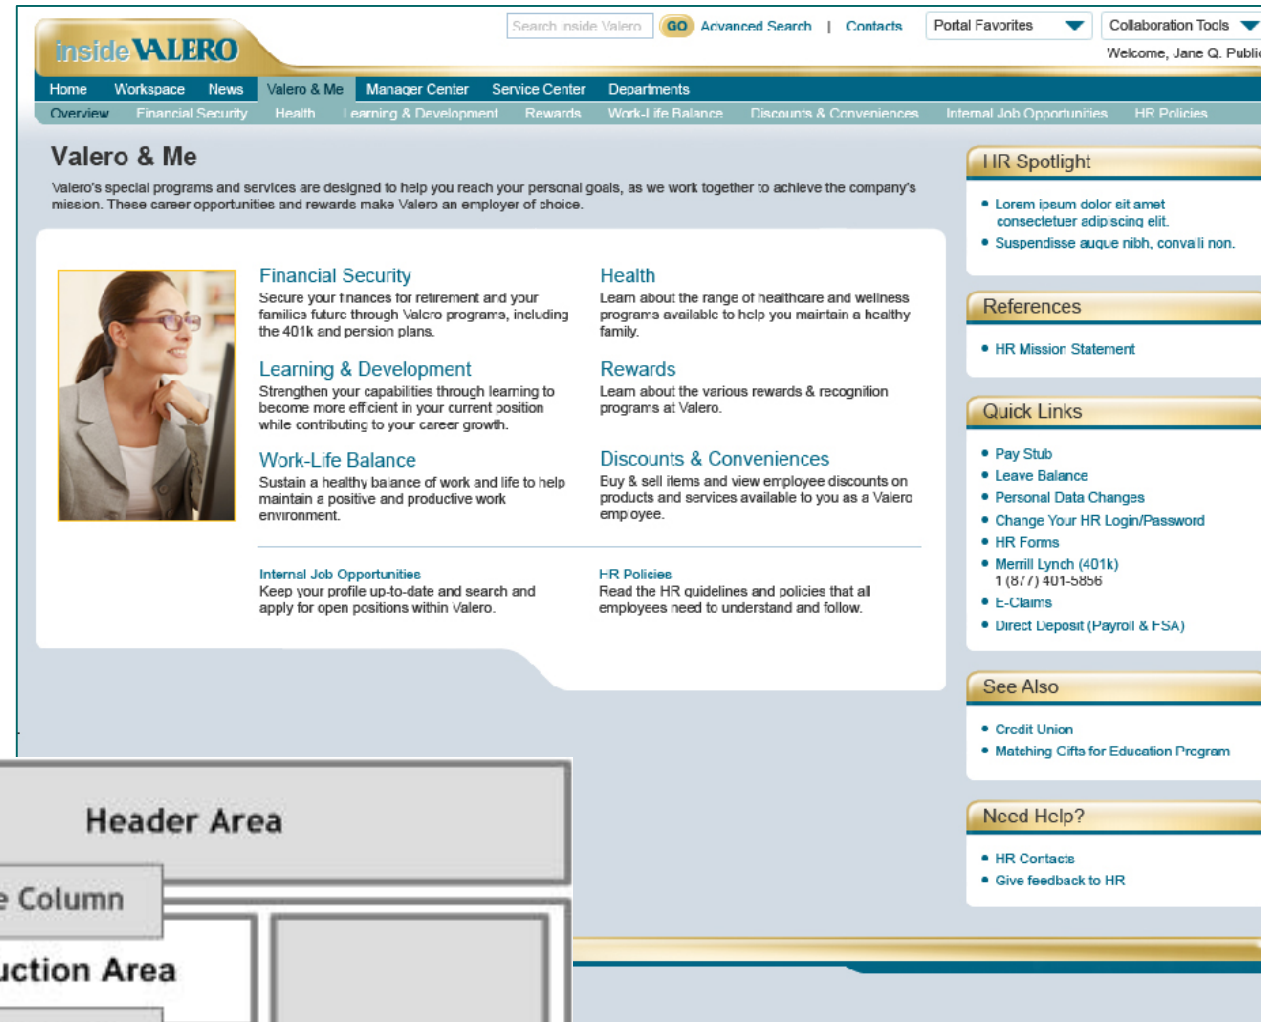 Search inside Valero GO Advanced Search | Contacts Portal Favorites Collaboration Tools
inside VALERO
Welcome, Jane Q. Public
Home Workspace News Valero & Me Manager Center Service Center Departments
Overview Financial Security Health Learning & Development Rewards Work-Life Balance Discounts & Conveniences Internal Job Opportunities HR Policies
Valero & Me
Valero's special programs and services are designed to help you reach your personal goals, as we work together to achieve the company's
mission. These career opportunities and rewards make Valero an employer of choice.
Financial Security
Secure your finances for retirement and your
families future through Valero programs, including
the 401k and pension plans.
Health
Learn about the range of healthcare and wellness
programs available to help you maintain a healthy
family.
Learning & Development
Strengthen your capabilities through learning to
become more efficient in your current position
while contributing to your career growth.
Rewards
Learn about the various rewards & recognition
programs at Valero.
Work-Life Balance
Sustain a healthy balance of work and life to help
maintain a positive and productive work
environment.
Discounts & Conveniences
Buy & sell items and view employee discounts on
products and services available to you as a Valero
employee.
Internal Job Opportunities
Keep your profile up-to-date and search and
apply for open positions within Valero.
HR Policies
Read the HR guidelines and policies that all
employees need to understand and follow.
HR Spotlight
Lorem ipsum dolor sit amet
consectetuer adipiscing elit.
Suspendisse augue nibh, convalli non.
References
HR Mission Statement
Quick Links
Pay Stub
Leave Balance
Personal Data Changes
Change Your HR Login/Password
HR Forms
Merrill Lynch (401k)
1 (877) 401-5856
E-Claims
Direct Deposit (Payroll & FSA)
See Also
Credit Union
Matching Gifts for Education Program
Need Help?
HR Contacts
Give feedback to HR
Header Area
Column
Area